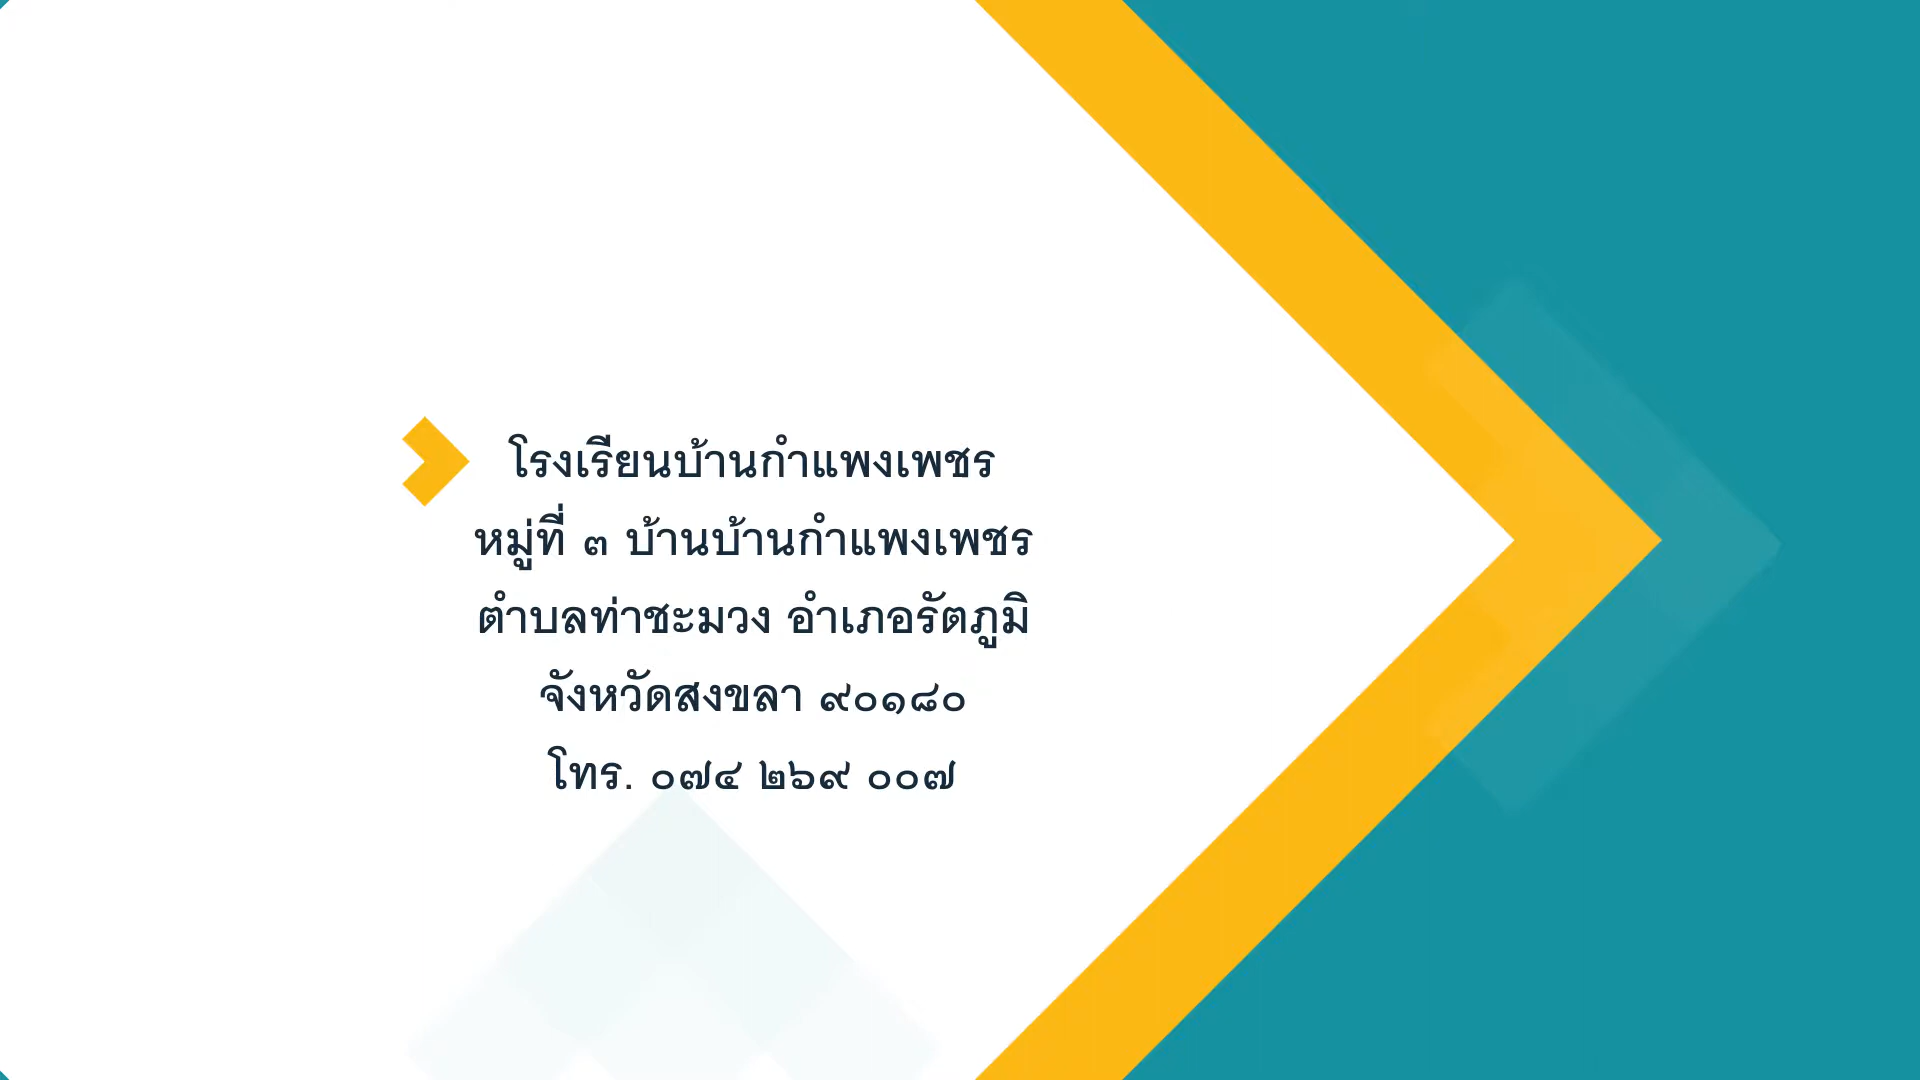 โรงเรียนบ้านกำแพงเพชร
หมู่ที่ ๓ บ้านบ้านกำแพงเพชร
ตำบลท่าชะมวง อำเภอรัตภูมิ
จังหวัดสงขลา ๙๐๑๘๐
โทร. ๐๗๔ ๒๖๙ ๐๐๗